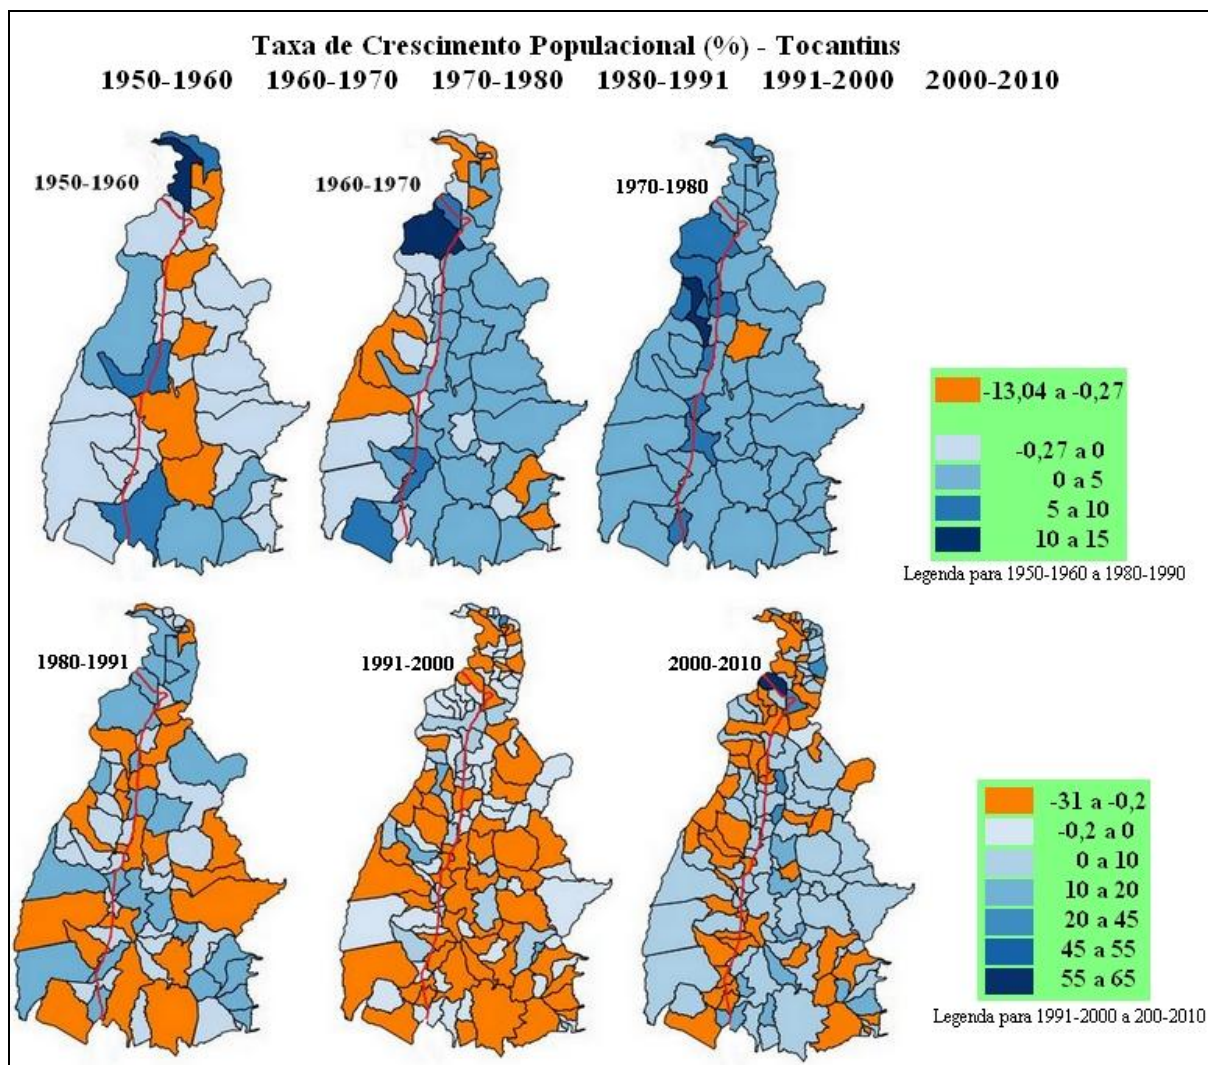 Taxa de Crescimento Populacional (%) - Tocantins
1950-1960 1960-1970 1970-1980 1980-1991 1991-2000 2000-2010
1950-1960
1960-1970
1970-1980
-13,04 a -0,27
-0,27 a 0
0 a 5
5 a 10
10 a 15
Legenda para 1950-1960 a 1980-1990
1980-1991
1991-2000
2000-2010
-31 a -0,2
-0,2 a 0
0 a 10
10 a 20
20 a 45
45 a 55
55 a 65
Legenda para 1991-2000 a 200-2010